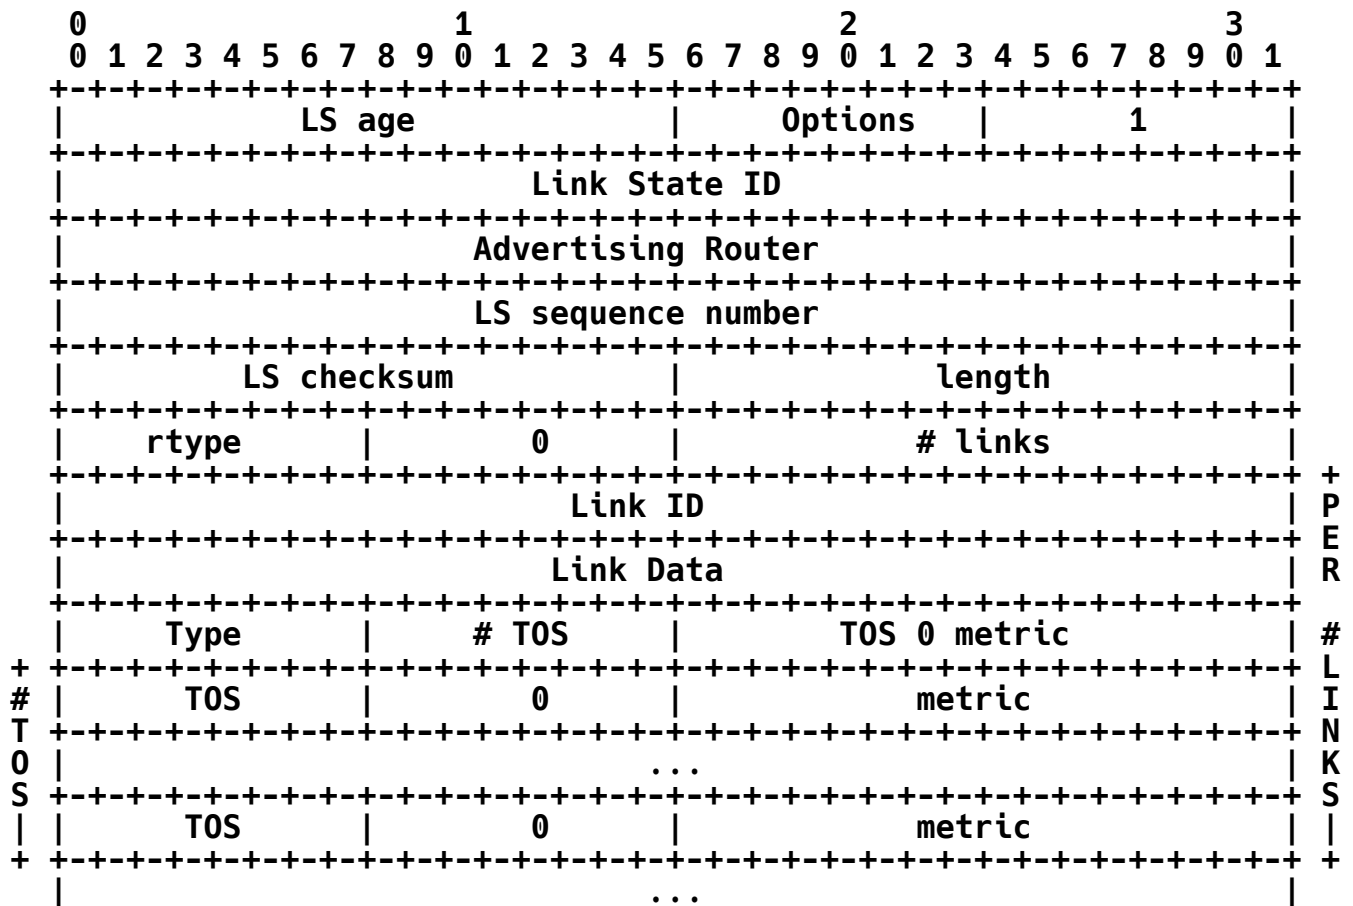 0                   1                   2                   3
    0 1 2 3 4 5 6 7 8 9 0 1 2 3 4 5 6 7 8 9 0 1 2 3 4 5 6 7 8 9 0 1
   +-+-+-+-+-+-+-+-+-+-+-+-+-+-+-+-+-+-+-+-+-+-+-+-+-+-+-+-+-+-+-+-+
   |            LS age             |     Options   |       1       |
   +-+-+-+-+-+-+-+-+-+-+-+-+-+-+-+-+-+-+-+-+-+-+-+-+-+-+-+-+-+-+-+-+
   |                        Link State ID                          |
   +-+-+-+-+-+-+-+-+-+-+-+-+-+-+-+-+-+-+-+-+-+-+-+-+-+-+-+-+-+-+-+-+
   |                     Advertising Router                        |
   +-+-+-+-+-+-+-+-+-+-+-+-+-+-+-+-+-+-+-+-+-+-+-+-+-+-+-+-+-+-+-+-+
   |                     LS sequence number                        |
   +-+-+-+-+-+-+-+-+-+-+-+-+-+-+-+-+-+-+-+-+-+-+-+-+-+-+-+-+-+-+-+-+
   |         LS checksum           |             length            |
   +-+-+-+-+-+-+-+-+-+-+-+-+-+-+-+-+-+-+-+-+-+-+-+-+-+-+-+-+-+-+-+-+
   |    rtype      |        0      |            # links            |
   +-+-+-+-+-+-+-+-+-+-+-+-+-+-+-+-+-+-+-+-+-+-+-+-+-+-+-+-+-+-+-+-+ +
   |                          Link ID                              | P
   +-+-+-+-+-+-+-+-+-+-+-+-+-+-+-+-+-+-+-+-+-+-+-+-+-+-+-+-+-+-+-+-+ E
   |                         Link Data                             | R
   +-+-+-+-+-+-+-+-+-+-+-+-+-+-+-+-+-+-+-+-+-+-+-+-+-+-+-+-+-+-+-+-+
   |     Type      |     # TOS     |        TOS 0 metric           | #
 + +-+-+-+-+-+-+-+-+-+-+-+-+-+-+-+-+-+-+-+-+-+-+-+-+-+-+-+-+-+-+-+-+ L
 # |      TOS      |        0      |            metric             | I
 T +-+-+-+-+-+-+-+-+-+-+-+-+-+-+-+-+-+-+-+-+-+-+-+-+-+-+-+-+-+-+-+-+ N
 O |                              ...                              | K
 S +-+-+-+-+-+-+-+-+-+-+-+-+-+-+-+-+-+-+-+-+-+-+-+-+-+-+-+-+-+-+-+-+ S
 | |      TOS      |        0      |            metric             | |
 + +-+-+-+-+-+-+-+-+-+-+-+-+-+-+-+-+-+-+-+-+-+-+-+-+-+-+-+-+-+-+-+-+ +
   |                              ...                              |